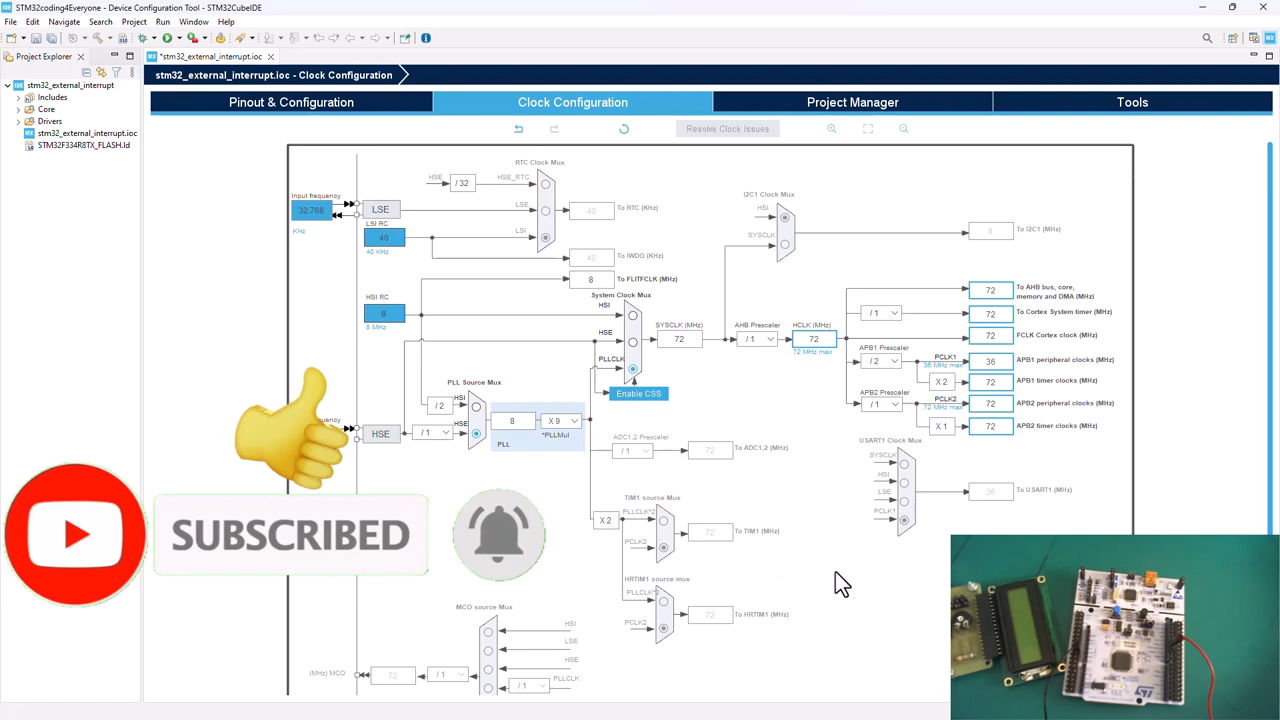 STM32coding4Everyone - Device Configuration Tool - STM32CubeIDE
File Edit Navigate Search Project Run Window Help
Project Explorer
*stm32_external_interrupt.ioc
stm32_external_interrupt
Includes
Core
Drivers
stm32_external_interrupt.ioc
STM32F334R8TX_FLASH.ld
stm32_external_interrupt.ioc - Clock Configuration
Pinout & Configuration
Clock Configuration
Project Manager
Tools
Resolve Clock Issues
RTC Clock Mux
HSE
/ 32
HSE_RTC
Input frequency
32.768
KHz
LSE
LSE
40
To RTC (KHz)
LSI RC
40
40 KHz
LSI
40
To IWDG (KHz)
8
To FLITFCLK (MHz)
I2C1 Clock Mux
HSI
SYSCLK
8
To I2C1 (MHz)
HSI RC
8
8 MHz
System Clock Mux
HSI
HSE
PLLCLK
Enable CSS
SYSCLK (MHz)
72
AHB Prescaler
/ 1
HCLK (MHz)
72
72 MHz max
72
To AHB bus, core,
memory and DMA (MHz)
/ 1
72
To Cortex System timer (MHz)
72
FCLK Cortex clock (MHz)
APB1 Prescaler
/ 2
PCLK1
36 MHz max
36
APB1 peripheral clocks (MHz)
X 2
72
APB1 timer clocks (MHz)
APB2 Prescaler
/ 1
PCLK2
72 MHz max
72
APB2 peripheral clocks (MHz)
X 1
72
APB2 timer clocks (MHz)
PLL Source Mux
HSI
/ 2
HSE
HSE
/ 1
8
X 9
*PLLMul
PLL
ADC1,2 Prescaler
/ 1
72
To ADC1,2 (MHz)
USART1 Clock Mux
SYSCLK
HSI
LSE
PCLK1
36
To USART1 (MHz)
TIM1 source Mux
X 2
PLLCLK*2
PCLK2
72
To TIM1 (MHz)
HRTIM1 source mux
PLLCLK*2
PCLK2
72
To HRTIM1 (MHz)
MCO source Mux
HSI
LSE
HSE
PLLCLK
/ 1
(MHz) MCO
72
/ 1
SUBSCRIBED